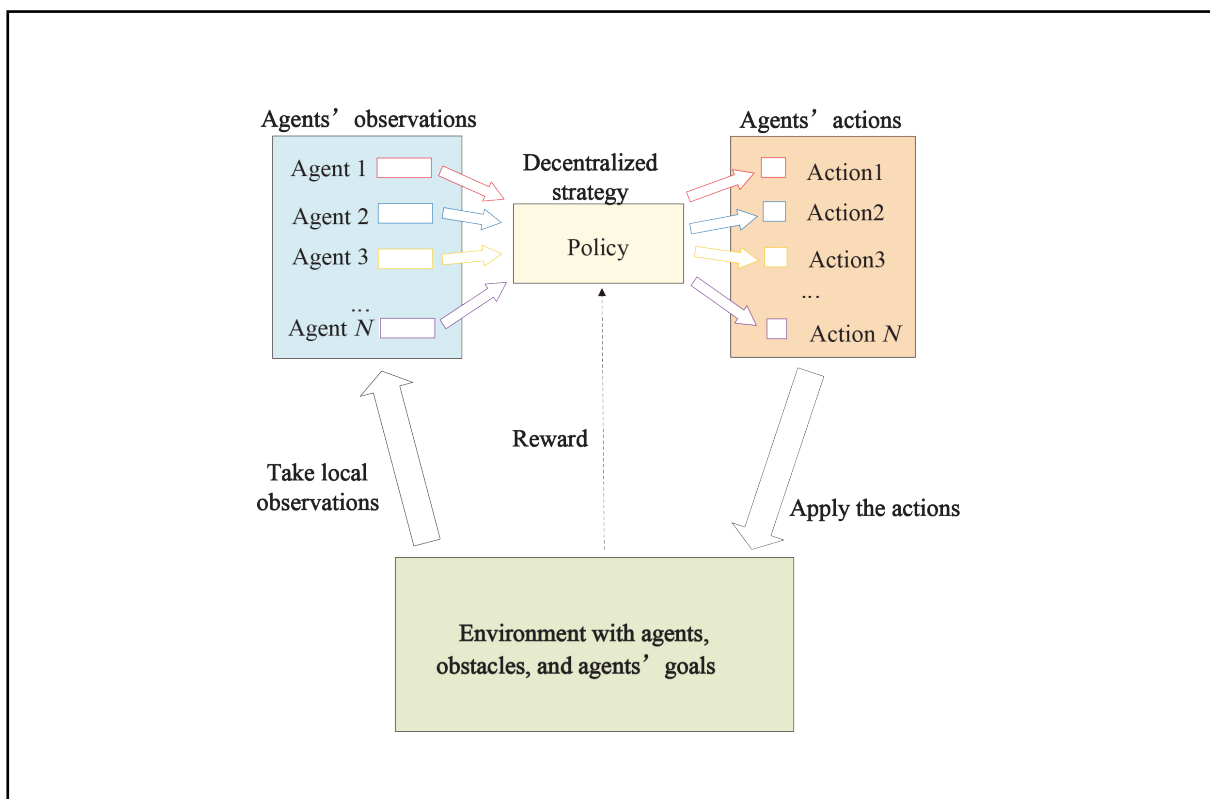 Agents’ observations
Agent 1
Agent 2
Agent 3
...
Agent N
Decentralized
strategy
Policy
Agents’ actions
Action1
Action2
Action3
...
Action N
Reward
Take local
observations
Apply the actions
Environment with agents,
obstacles, and agents’ goals